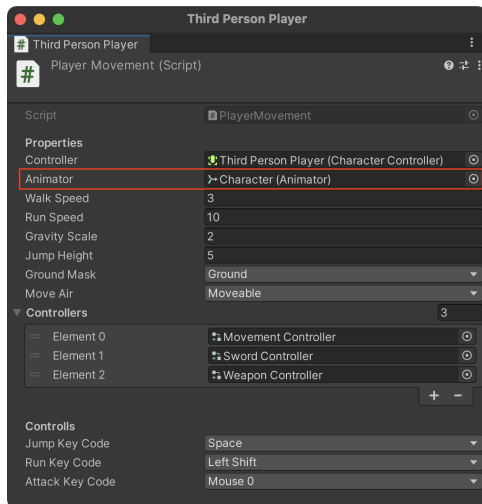 Third Person Player
# Third Person Player
# Player Movement (Script)
Script PlayerMovement
Properties
Controller Third Person Player (Character Controller)
Animator Character (Animator)
Walk Speed 3
Run Speed 10
Gravity Scale 2
Jump Height 5
Ground Mask Ground
Move Air Moveable
Controllers 3
Element 0 Movement Controller
Element 1 Sword Controller
Element 2 Weapon Controller
+ -
Controlls
Jump Key Code Space
Run Key Code Left Shift
Attack Key Code Mouse 0